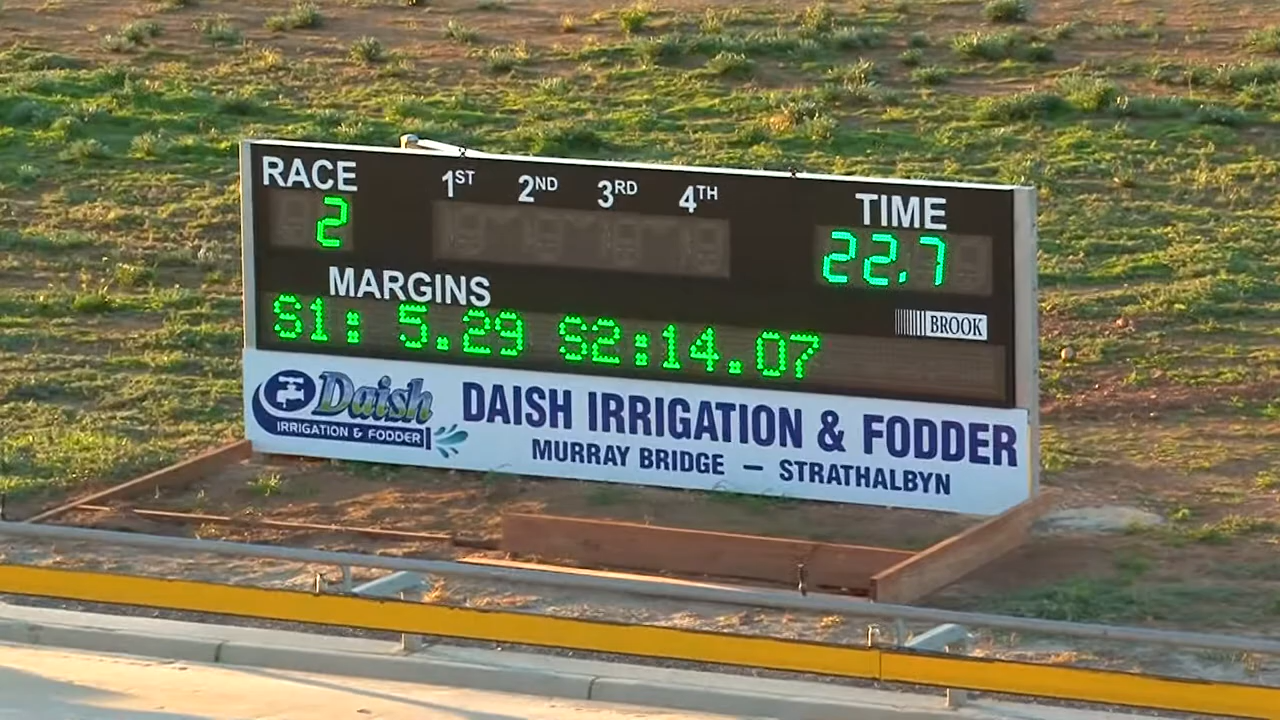 RACE 1ST 2ND 3RD 4TH TIME
2 22.7
MARGINS
S1: 5.29 S2:14.07
BROOK
Daish
IRRIGATION & FODDER
DAISH IRRIGATION & FODDER
MURRAY BRIDGE – STRATHALBYN